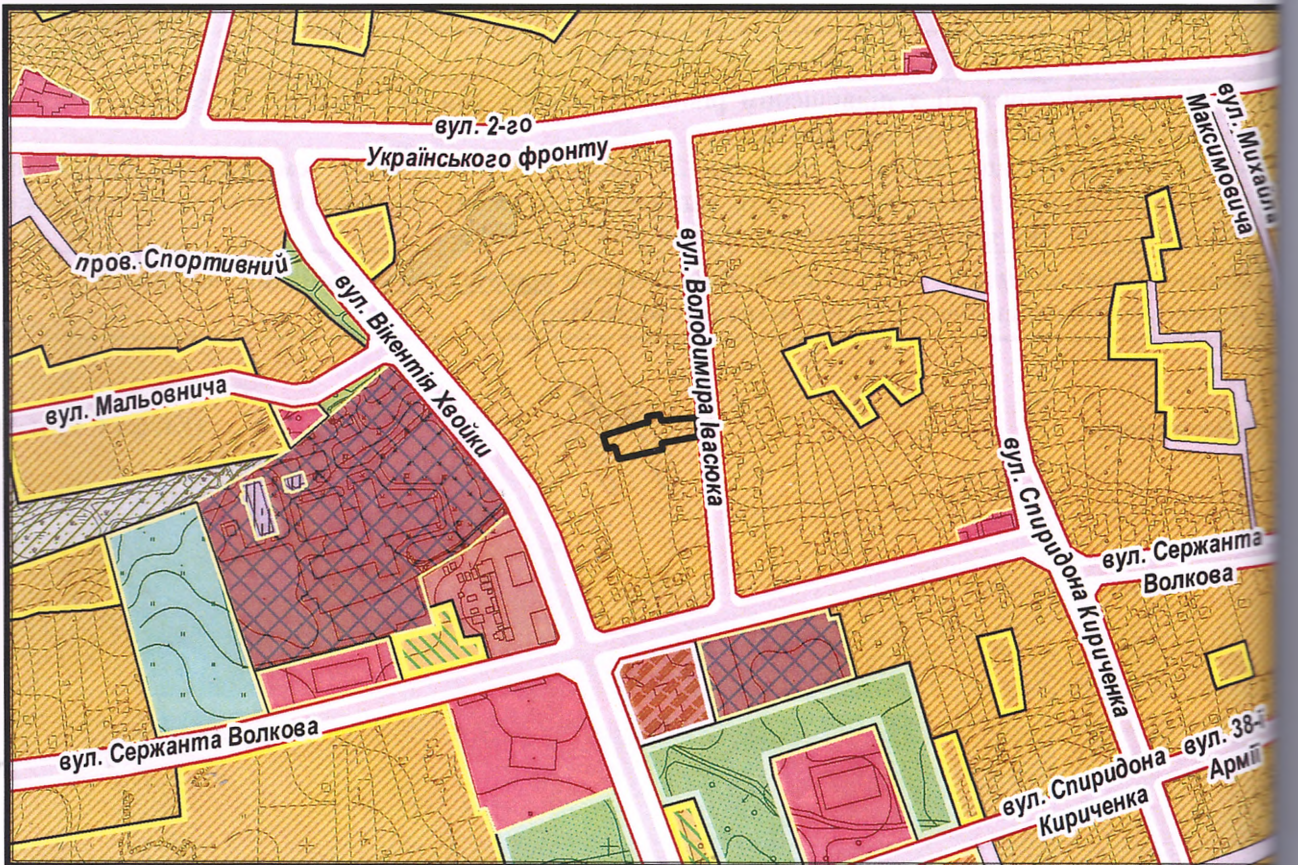 вул. 2-го
Українського фронту
вул. Михайла
Максимовича
пров. Спортивний
вул. Вікентія Хвойки
вул. Володимира Івасюка
вул. Мальовнича
вул. Спиридона Кириченка
вул. Сержанта
Волкова
вул. Сержанта Волкова
вул. Спиридона
Кириченка
вул. 38-ї
Армії